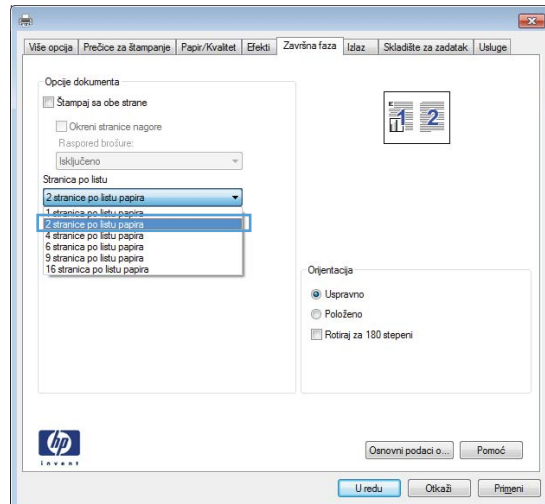 Više opcija Prečice za štampanje Papir/Kvalitet Efekti Završna faza Izlaz Skladište za zadatak Usluge
Opcije dokumenta
Štampaj sa obe strane
Okreni stranice nagore
Raspored brošure:
Isključeno
Stranica po listu
2 stranice po listu papira
1 stranica po listu papira
2 stranice po listu papira
4 stranice po listu papira
6 stranica po listu papira
9 stranica po listu papira
16 stranica po listu papira
1 2
Orijentacija
Uspravno
Položeno
Rotiraj za 180 stepeni
hp
invent
Osnovni podaci o... Pomoć
U redu Otkaži Primeni